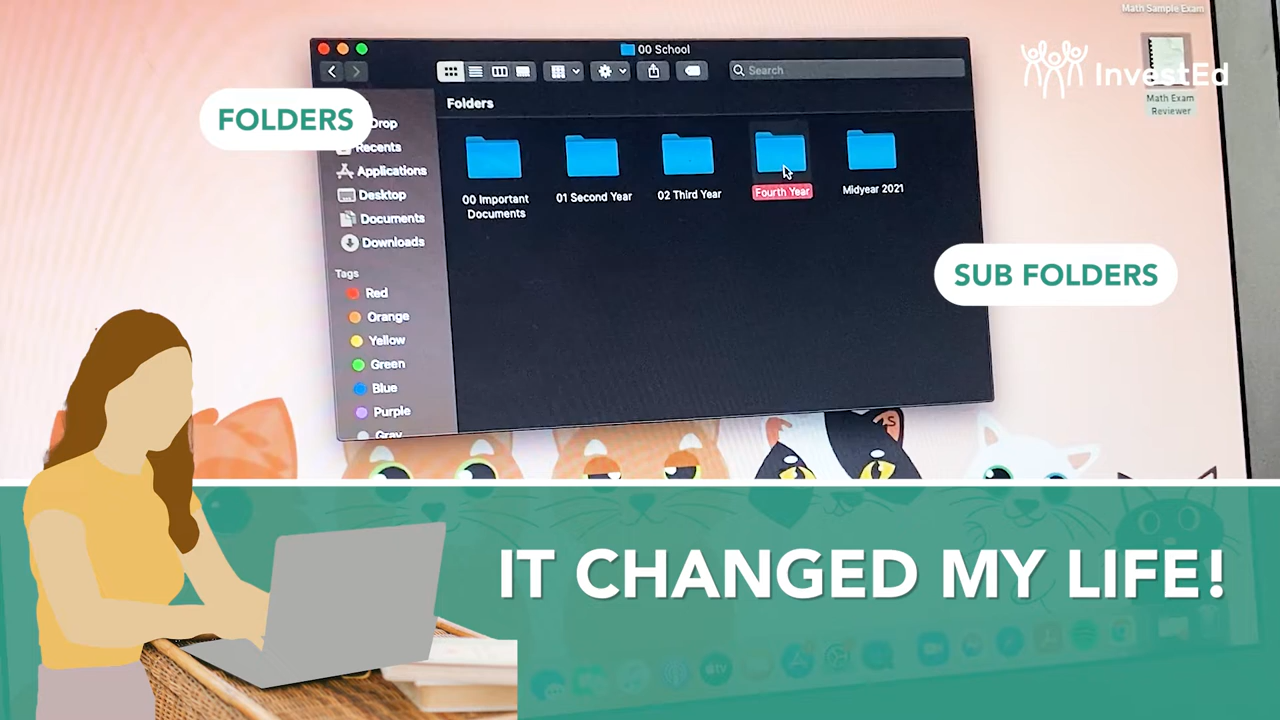 Math Sample Exam
00 School
Search
InvestEd
Math Exam
Reviewer
FOLDERS
Folders
Drop
Recents
Applications
Desktop
Documents
Downloads
00 Important
Documents
01 Second Year
02 Third Year
Fourth Year
Midyear 2021
SUB FOLDERS
Tags
Red
Orange
Yellow
Green
Blue
Purple
Gray
IT CHANGED MY LIFE!
tv